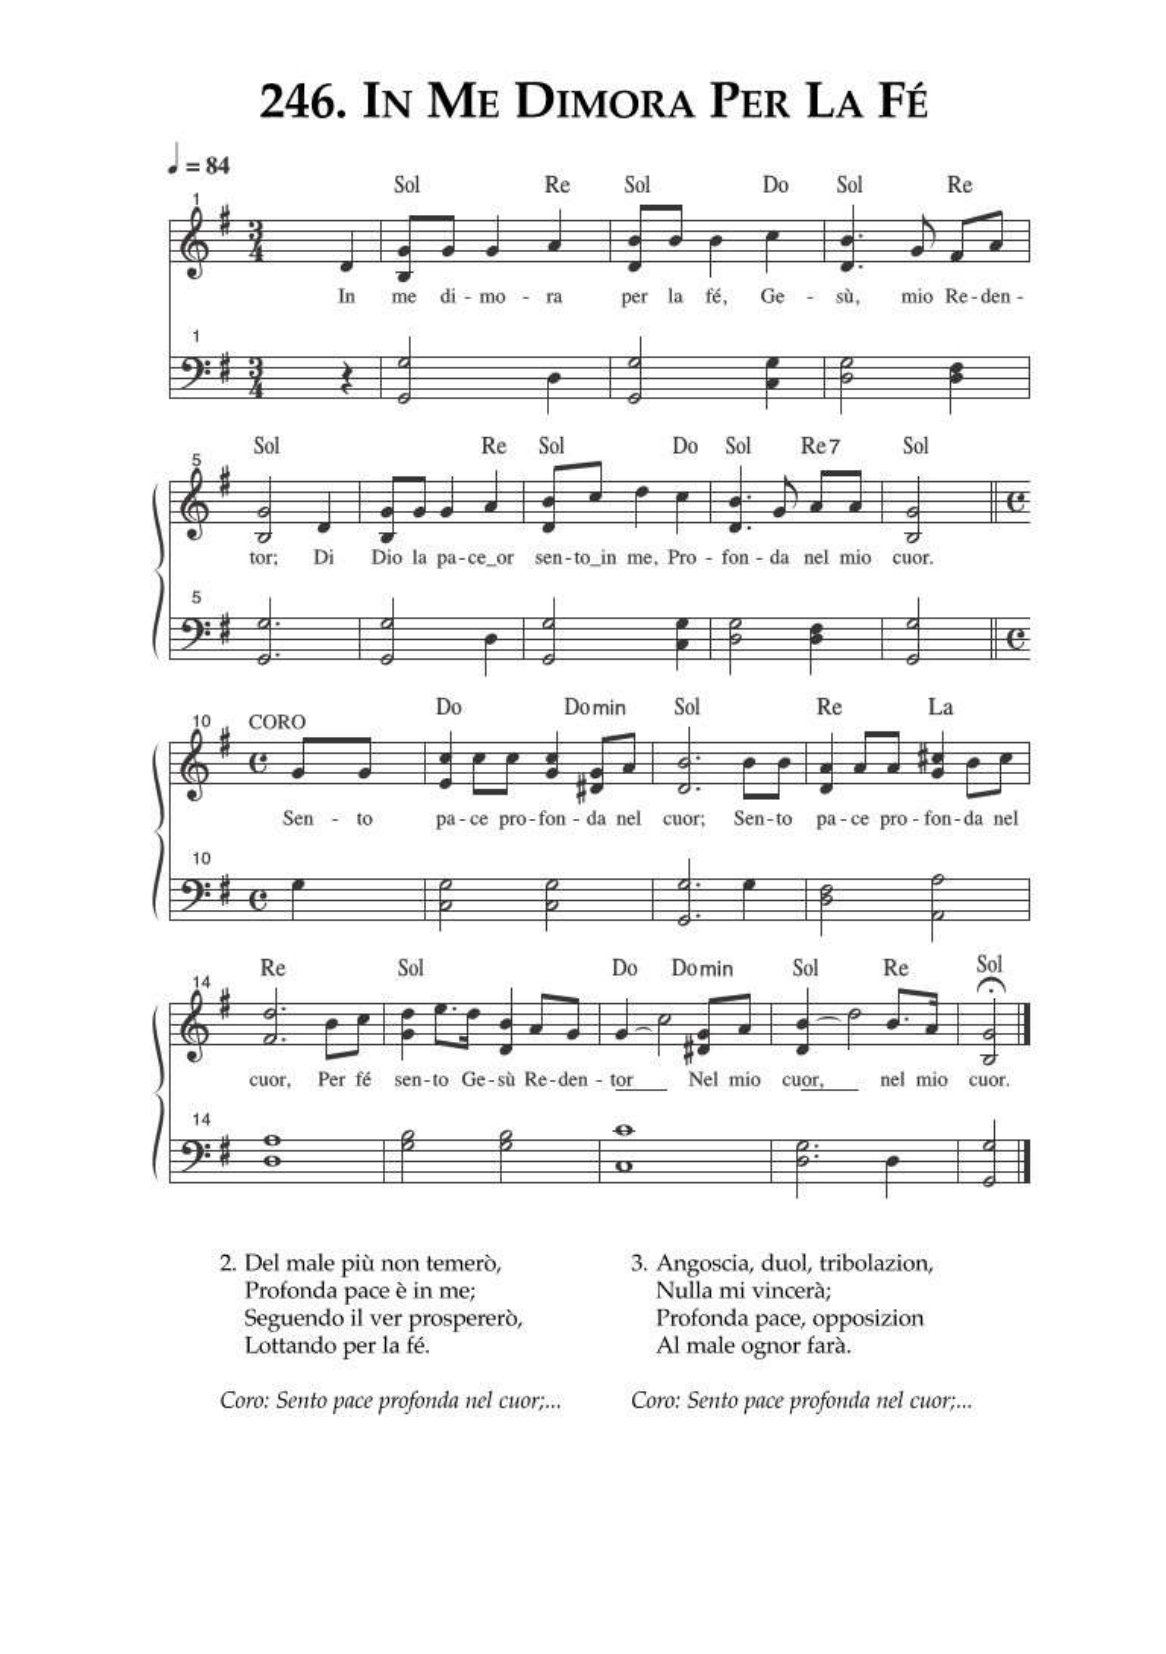 246. In Me Dimora Per La Fé
= 84
Sol Re Sol Do Sol Re
1
3 4
In me di - mo - ra per la fé, Ge - sù, mio Re - den -
1
3 4
Sol Re Sol Do Sol Re7 Sol
5
tor; Di Dio la pa - ce_or sen - to_in me, Pro - fon - da nel mio cuor.
5
Do Domin Sol Re La
10 CORO
Sen - to pa - ce pro - fon - da nel cuor; Sen - to pa - ce pro - fon - da nel
10
Re Sol Do Domin Sol Re Sol
14
cuor, Per fé sen - to Ge - sù Re - den - tor____ Nel mio cuor,____ nel mio cuor.
14
2. Del male più non temerò,
Profonda pace è in me;
Seguendo il ver prospererò,
Lottando per la fé.
Coro: Sento pace profonda nel cuor;...
3. Angoscia, duol, tribolazion,
Nulla mi vincerà;
Profonda pace, opposizion
Al male ognor farà.
Coro: Sento pace profonda nel cuor;...